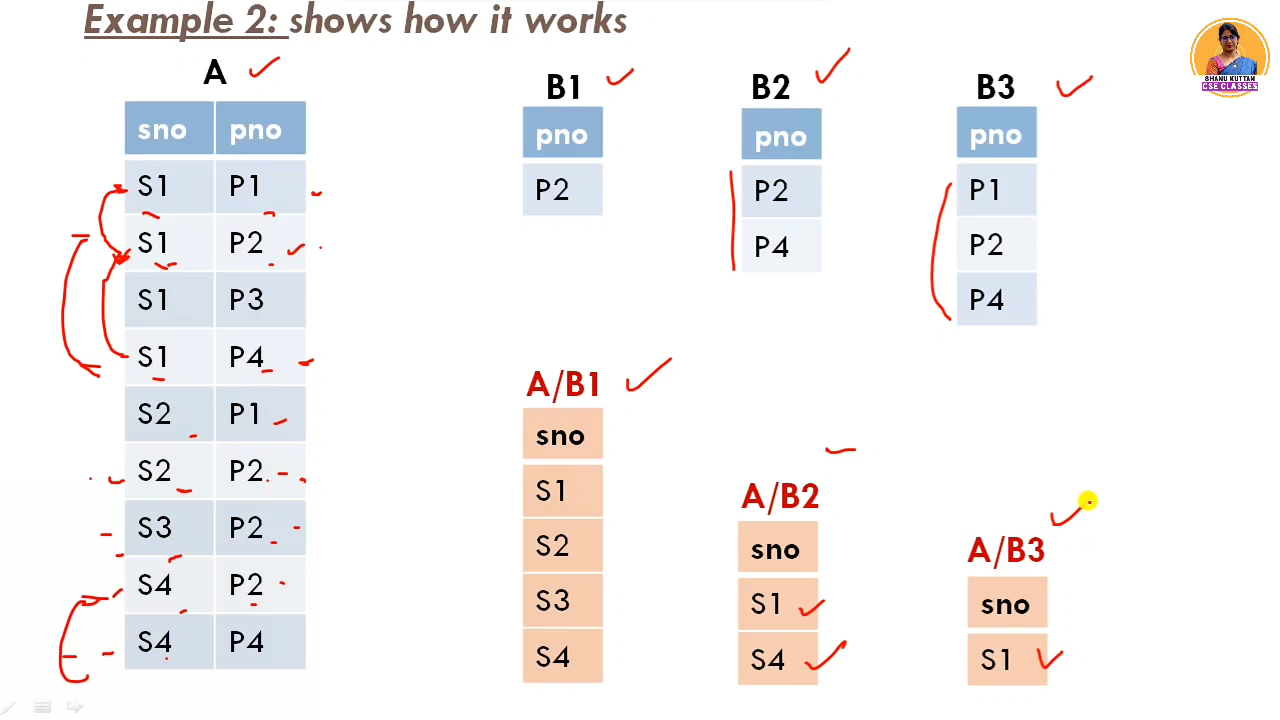 Example 2: shows how it works
BHANU KUTTAN
CSE CLASSES
A
sno pno
S1 P1
S1 P2
S1 P3
S1 P4
S2 P1
S2 P2
S3 P2
S4 P2
S4 P4
B1
pno
P2
B2
pno
P2
P4
B3
pno
P1
P2
P4
A/B1
sno
S1
S2
S3
S4
A/B2
sno
S1
S4
A/B3
sno
S1